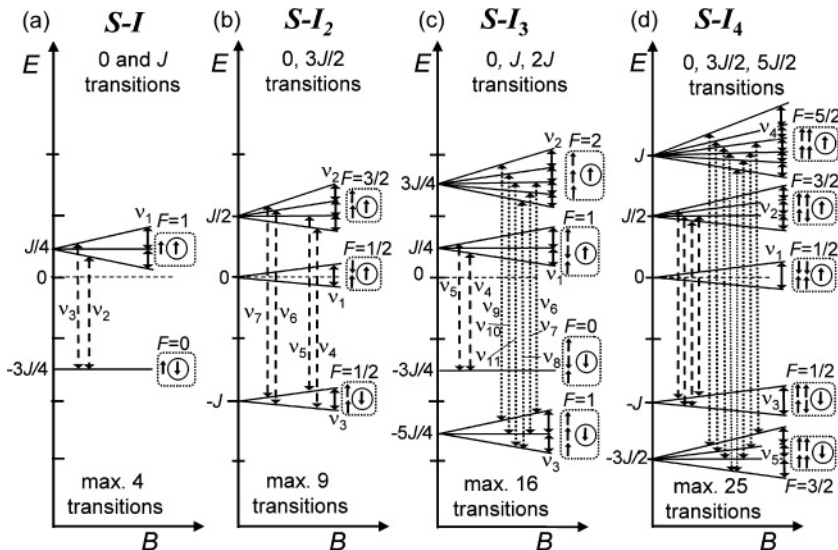 (a) S-I
0 and J
transitions
E
ν1
F=1
J/4
0
ν3
ν2
F=0
-3J/4
max. 4
transitions
B
(b) S-I2
0, 3J/2
transitions
E
ν2
F=3/2
J/2
F=1/2
0
ν1
ν7
ν6
ν5
ν4
F=1/2
-J
ν3
max. 9
transitions
B
(c) S-I3
0, J, 2J
transitions
E
ν2
F=2
3J/4
F=1
J/4
0
ν1
ν5
ν4
ν9
ν6
ν10
ν7
F=0
ν11
ν8
-3J/4
F=1
-5J/4
ν3
max. 16
transitions
B
(d) S-I4
0, 3J/2, 5J/2
transitions
E
F=5/2
ν4
J
F=3/2
J/2
ν2
F=1/2
ν1
0
F=1/2
-J
ν3
-3J/2
ν5
F=3/2
max. 25
transitions
B